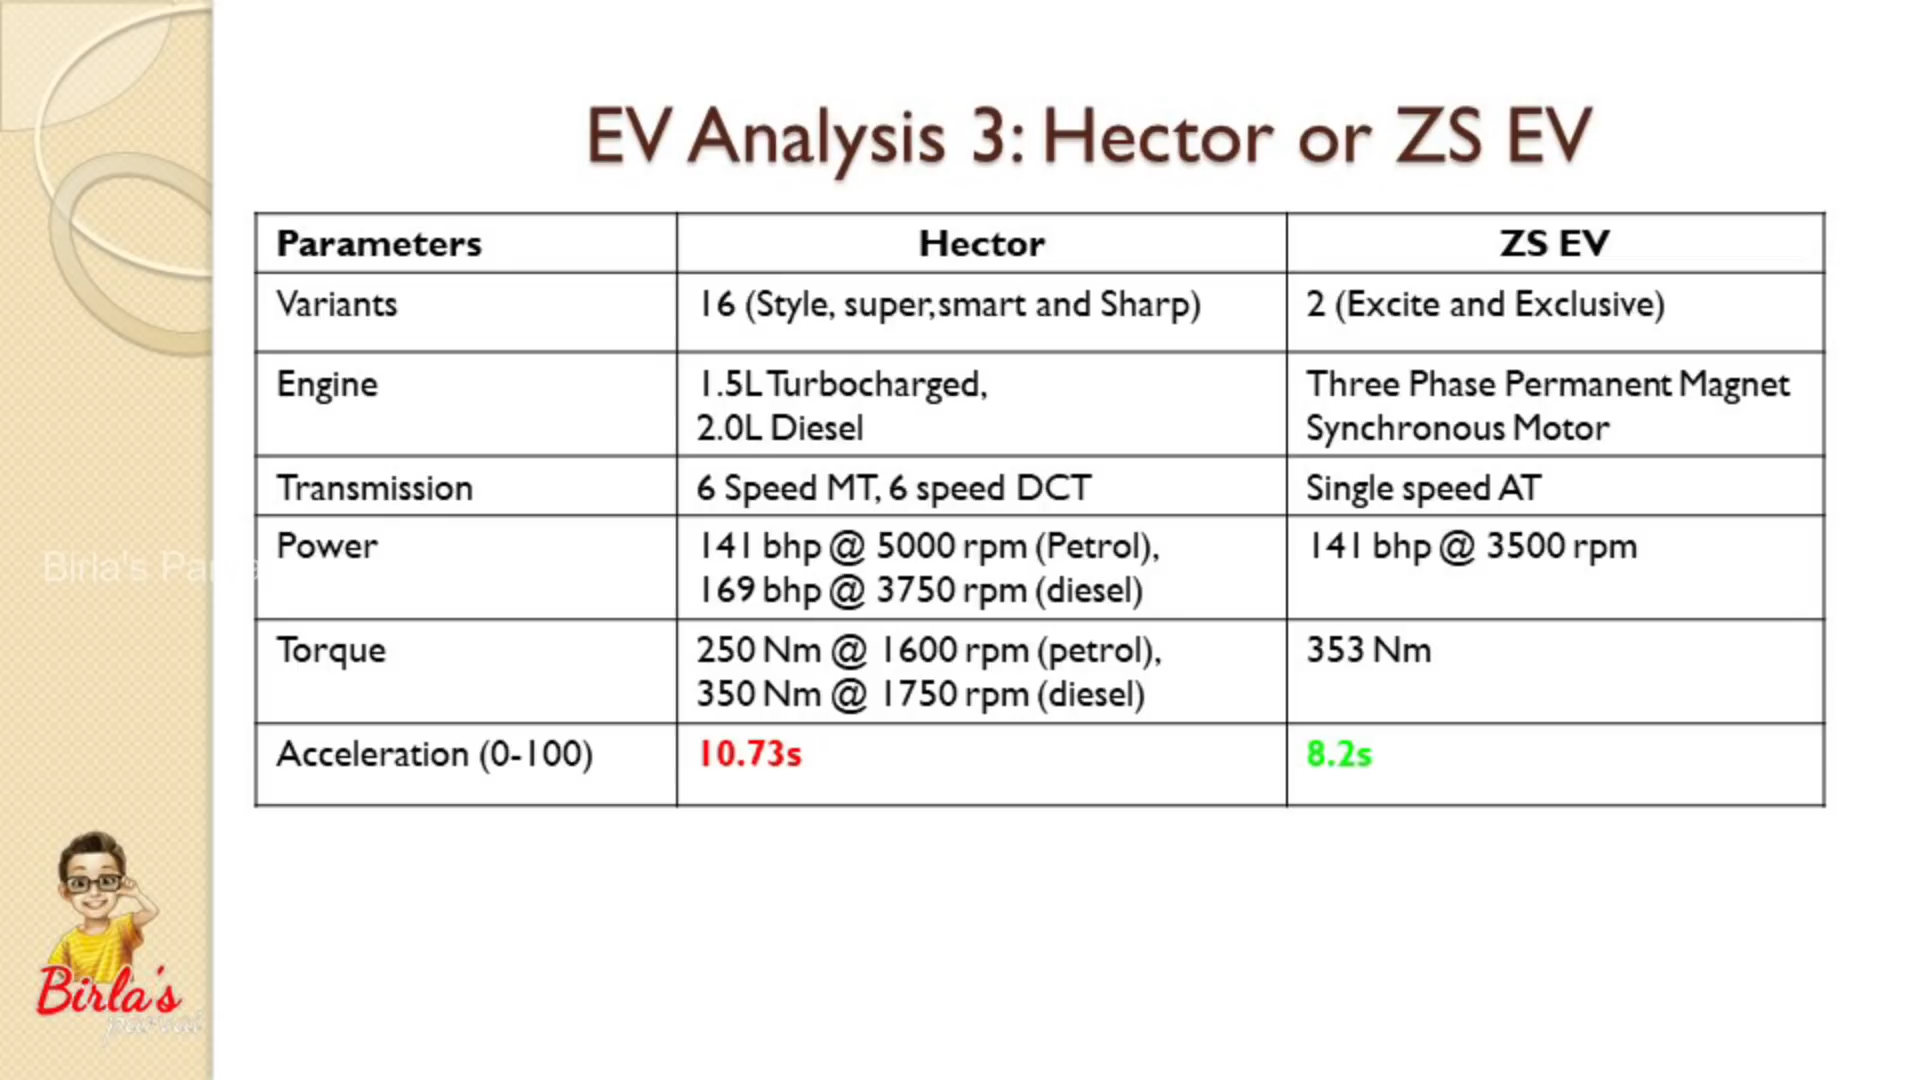 EV Analysis 3: Hector or ZS EV
Parameters Hector ZS EV
Variants 16 (Style, super,smart and Sharp) 2 (Excite and Exclusive)
Engine 1.5L Turbocharged, Three Phase Permanent Magnet
2.0L Diesel Synchronous Motor
Transmission 6 Speed MT, 6 speed DCT Single speed AT
Power 141 bhp @ 5000 rpm (Petrol), 141 bhp @ 3500 rpm
169 bhp @ 3750 rpm (diesel)
Torque 250 Nm @ 1600 rpm (petrol), 353 Nm
350 Nm @ 1750 rpm (diesel)
Acceleration (0-100) 10.73s 8.2s
Birla's
Birla's
parvai